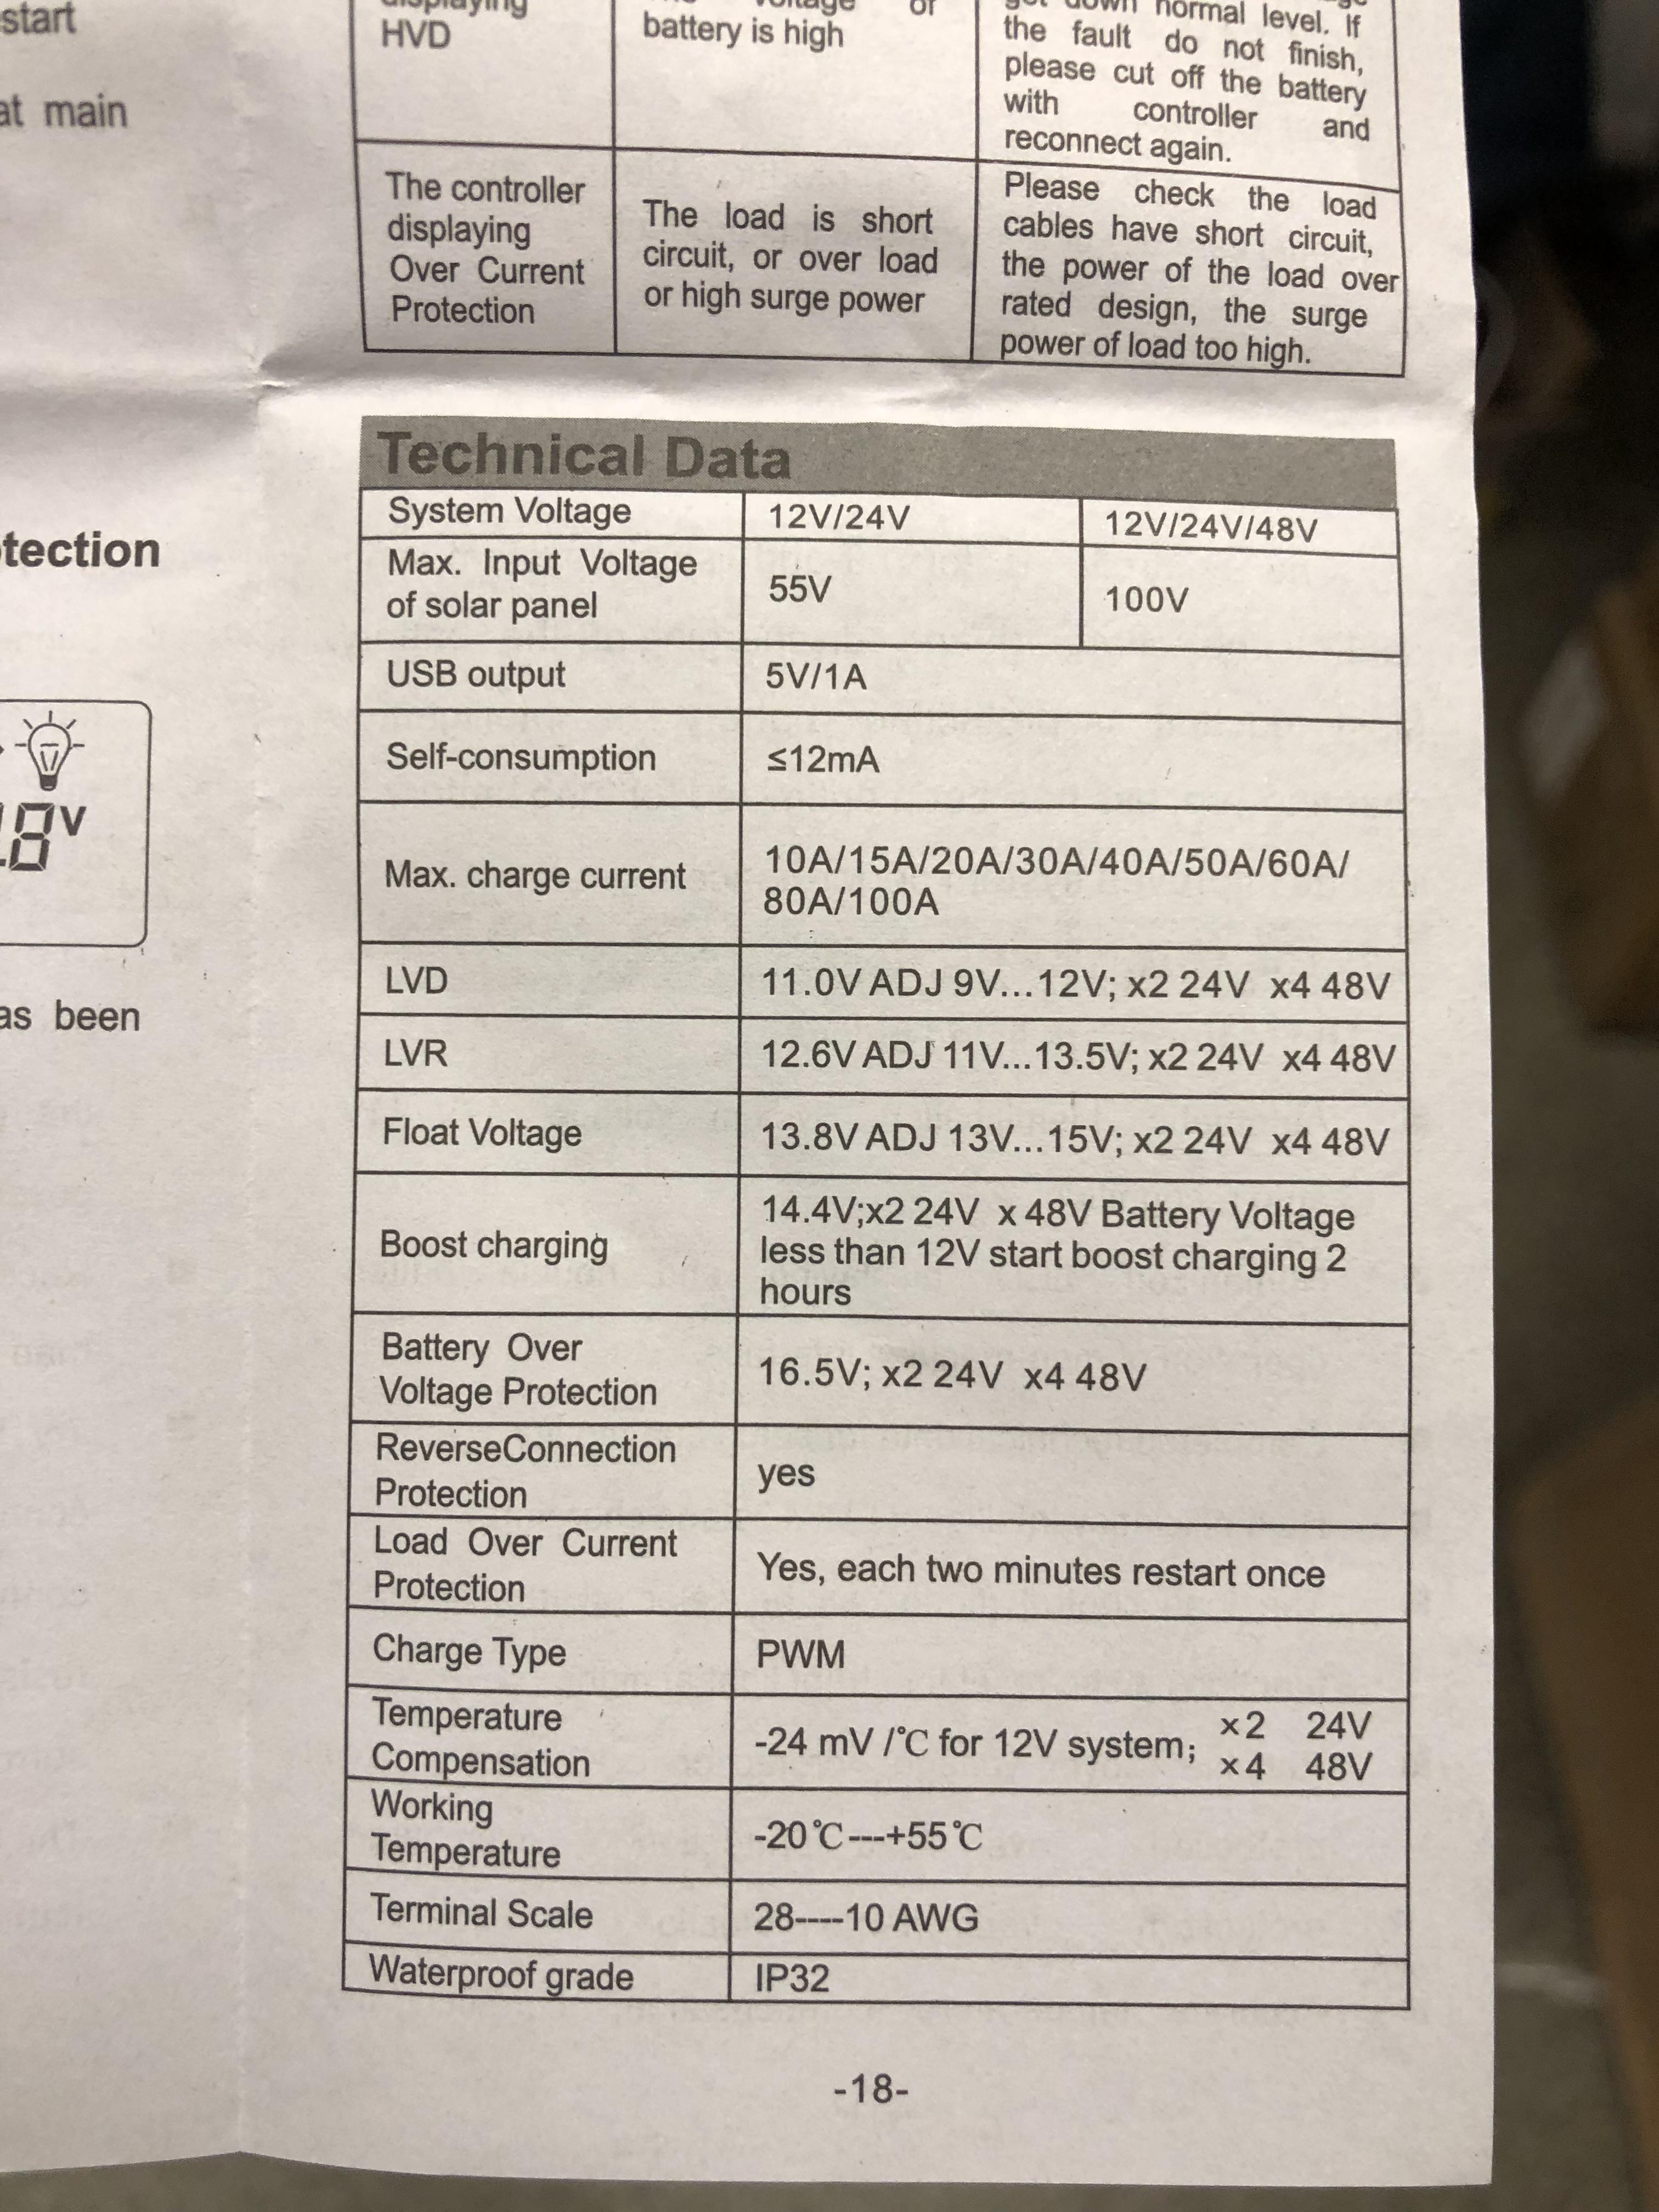 start
at main
tection
8V
as been
displaying
HVD
voltage of
battery is high
get down normal level. If
the fault do not finish,
please cut off the battery
with controller and
reconnect again.
The controller
displaying
Over Current
Protection
The load is short
circuit, or over load
or high surge power
Please check the load
cables have short circuit,
the power of the load over
rated design, the surge
power of load too high.
Technical Data
System Voltage
12V/24V
12V/24V/48V
Max. Input Voltage
of solar panel
55V
100V
USB output
5V/1A
Self-consumption
≤12mA
Max. charge current
10A/15A/20A/30A/40A/50A/60A/
80A/100A
LVD
11.0V ADJ 9V...12V; x2 24V x4 48V
LVR
12.6V ADJ 11V...13.5V; x2 24V x4 48V
Float Voltage
13.8V ADJ 13V...15V; x2 24V x4 48V
Boost charging
14.4V;x2 24V x 48V Battery Voltage
less than 12V start boost charging 2
hours
Battery Over
Voltage Protection
16.5V; x2 24V x4 48V
ReverseConnection
Protection
yes
Load Over Current
Protection
Yes, each two minutes restart once
Charge Type
PWM
Temperature
Compensation
-24 mV /℃ for 12V system; x2 24V
x4 48V
Working
Temperature
-20℃---+55℃
Terminal Scale
28----10 AWG
Waterproof grade
IP32
-18-